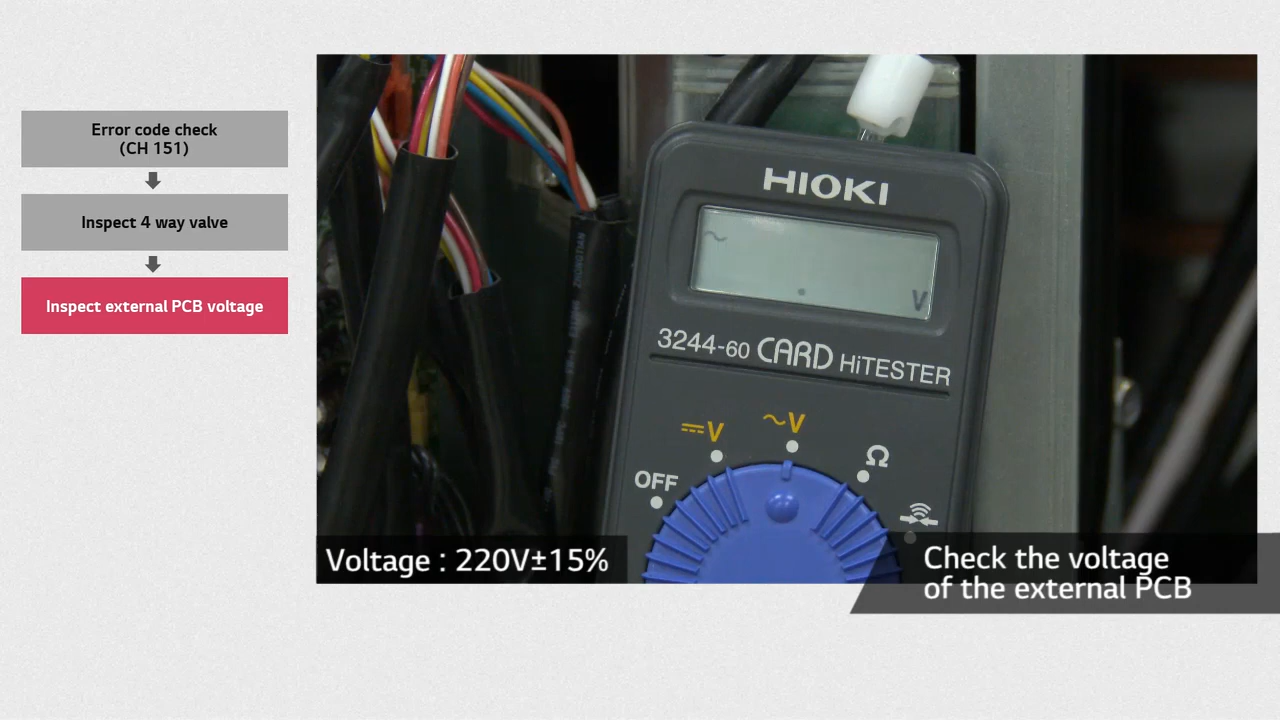 Error code check
(CH 151)
Inspect 4 way valve
Inspect external PCB voltage
HIOKI
~
V
3244-60 CARD HiTESTER
⎓V
~V
Ω
OFF
Voltage : 220V±15%
Check the voltage
of the external PCB